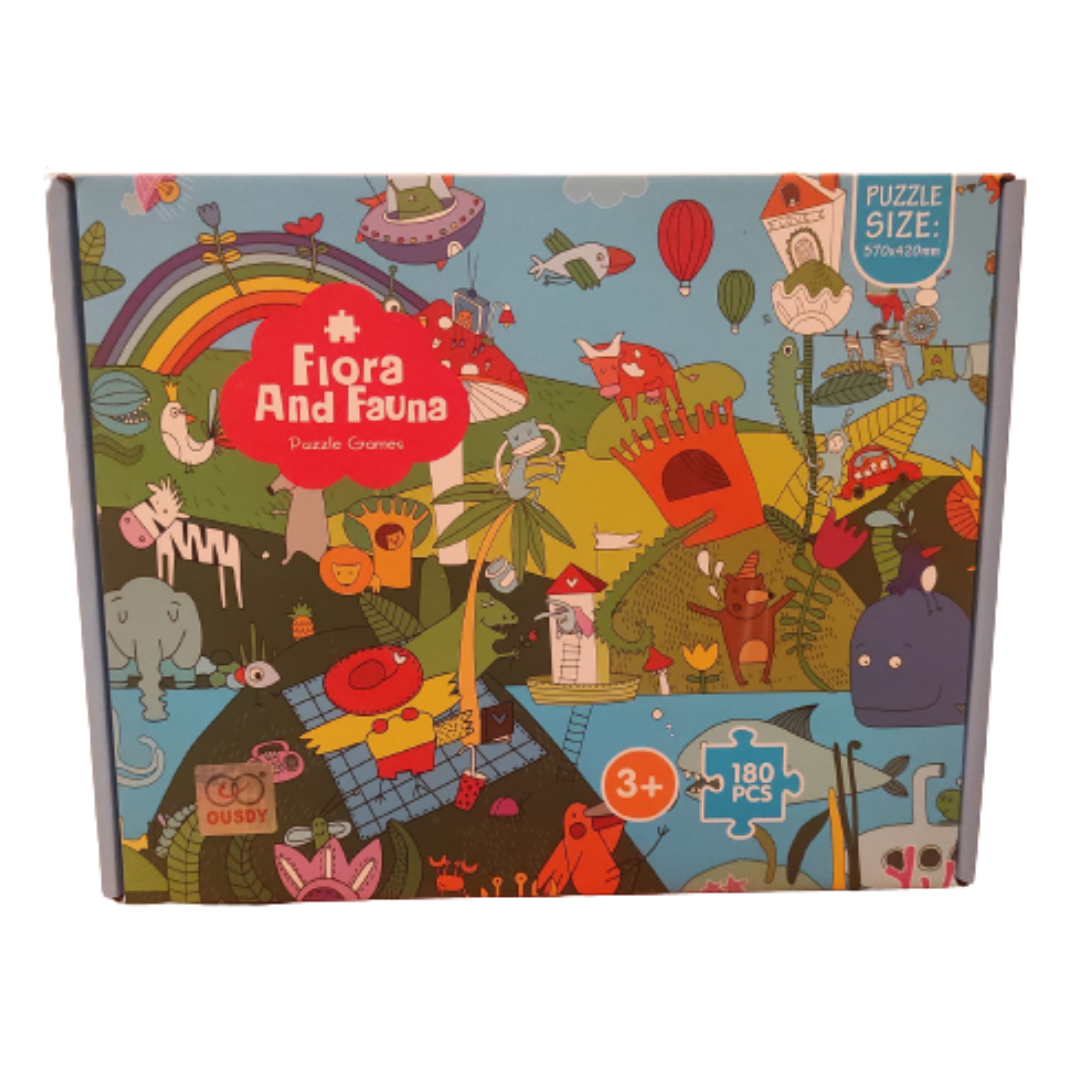 PUZZLE
SIZE:
570x420mm
Flora
And Fauna
Puzzle Games
3+
180
PCS
OUSDY